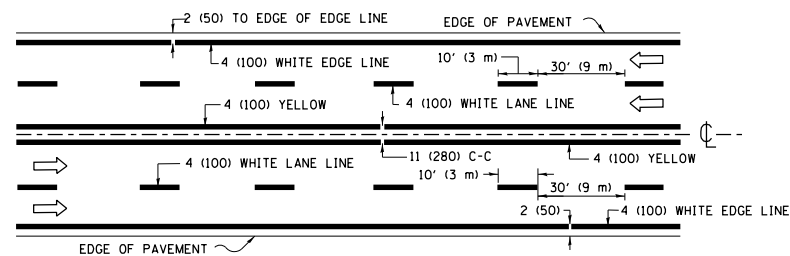 2 (50) TO EDGE OF EDGE LINE
EDGE OF PAVEMENT
4 (100) WHITE EDGE LINE
10' (3 m)
30' (9 m)
4 (100) YELLOW
4 (100) WHITE LANE LINE
CL
11 (280) C-C
4 (100) YELLOW
4 (100) WHITE LANE LINE
10' (3 m)
30' (9 m)
2 (50)
4 (100) WHITE EDGE LINE
EDGE OF PAVEMENT